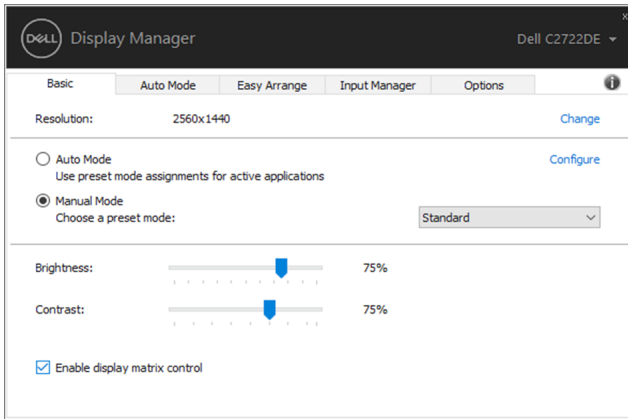 x
DELL Display Manager Dell C2722DE
Basic Auto Mode Easy Arrange Input Manager Options i
Resolution: 2560x1440 Change
Auto Mode Configure
Use preset mode assignments for active applications
Manual Mode
Choose a preset mode: Standard
Brightness: 75%
Contrast: 75%
Enable display matrix control